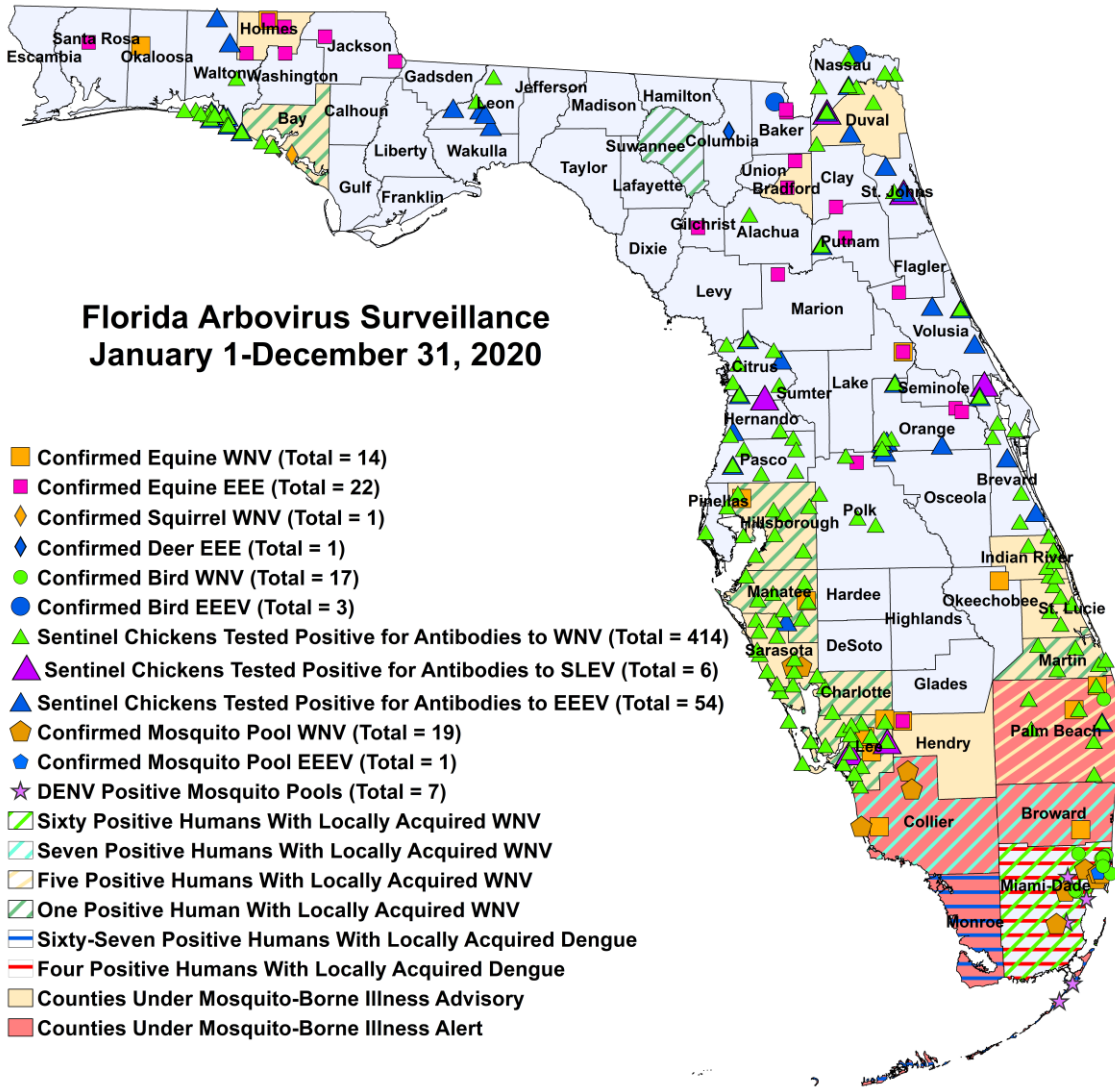 Holmes
Jackson
Santa Rosa
Escambia
Okaloosa
Walton
Washington
Gadsden
Nassau
Jefferson
Hamilton
Leon
Madison
Calhoun
Bay
Duval
Baker
Columbia
Suwannee
Liberty
Wakulla
Taylor
Union
Clay
Lafayette
Bradford
St. Johns
Gulf
Franklin
Gilchrist
Alachua
Putnam
Dixie
Flagler
Levy
Marion
Volusia
Florida Arbovirus Surveillance
January 1-December 31, 2020
Citrus
Lake
Seminole
Sumter
Hernando
Orange
Pasco
Brevard
Osceola
Pinellas
Polk
Hillsborough
Indian River
Manatee
Hardee
Okeechobee
Highlands
St. Lucie
DeSoto
Sarasota
Martin
Glades
Charlotte
Palm Beach
Lee
Hendry
Collier
Broward
Miami-Dade
Monroe
Confirmed Equine WNV (Total = 14)
Confirmed Equine EEE (Total = 22)
Confirmed Squirrel WNV (Total = 1)
Confirmed Deer EEE (Total = 1)
Confirmed Bird WNV (Total = 17)
Confirmed Bird EEEV (Total = 3)
Sentinel Chickens Tested Positive for Antibodies to WNV (Total = 414)
Sentinel Chickens Tested Positive for Antibodies to SLEV (Total = 6)
Sentinel Chickens Tested Positive for Antibodies to EEEV (Total = 54)
Confirmed Mosquito Pool WNV (Total = 19)
Confirmed Mosquito Pool EEEV (Total = 1)
DENV Positive Mosquito Pools (Total = 7)
Sixty Positive Humans With Locally Acquired WNV
Seven Positive Humans With Locally Acquired WNV
Five Positive Humans With Locally Acquired WNV
One Positive Human With Locally Acquired WNV
Sixty-Seven Positive Humans With Locally Acquired Dengue
Four Positive Humans With Locally Acquired Dengue
Counties Under Mosquito-Borne Illness Advisory
Counties Under Mosquito-Borne Illness Alert